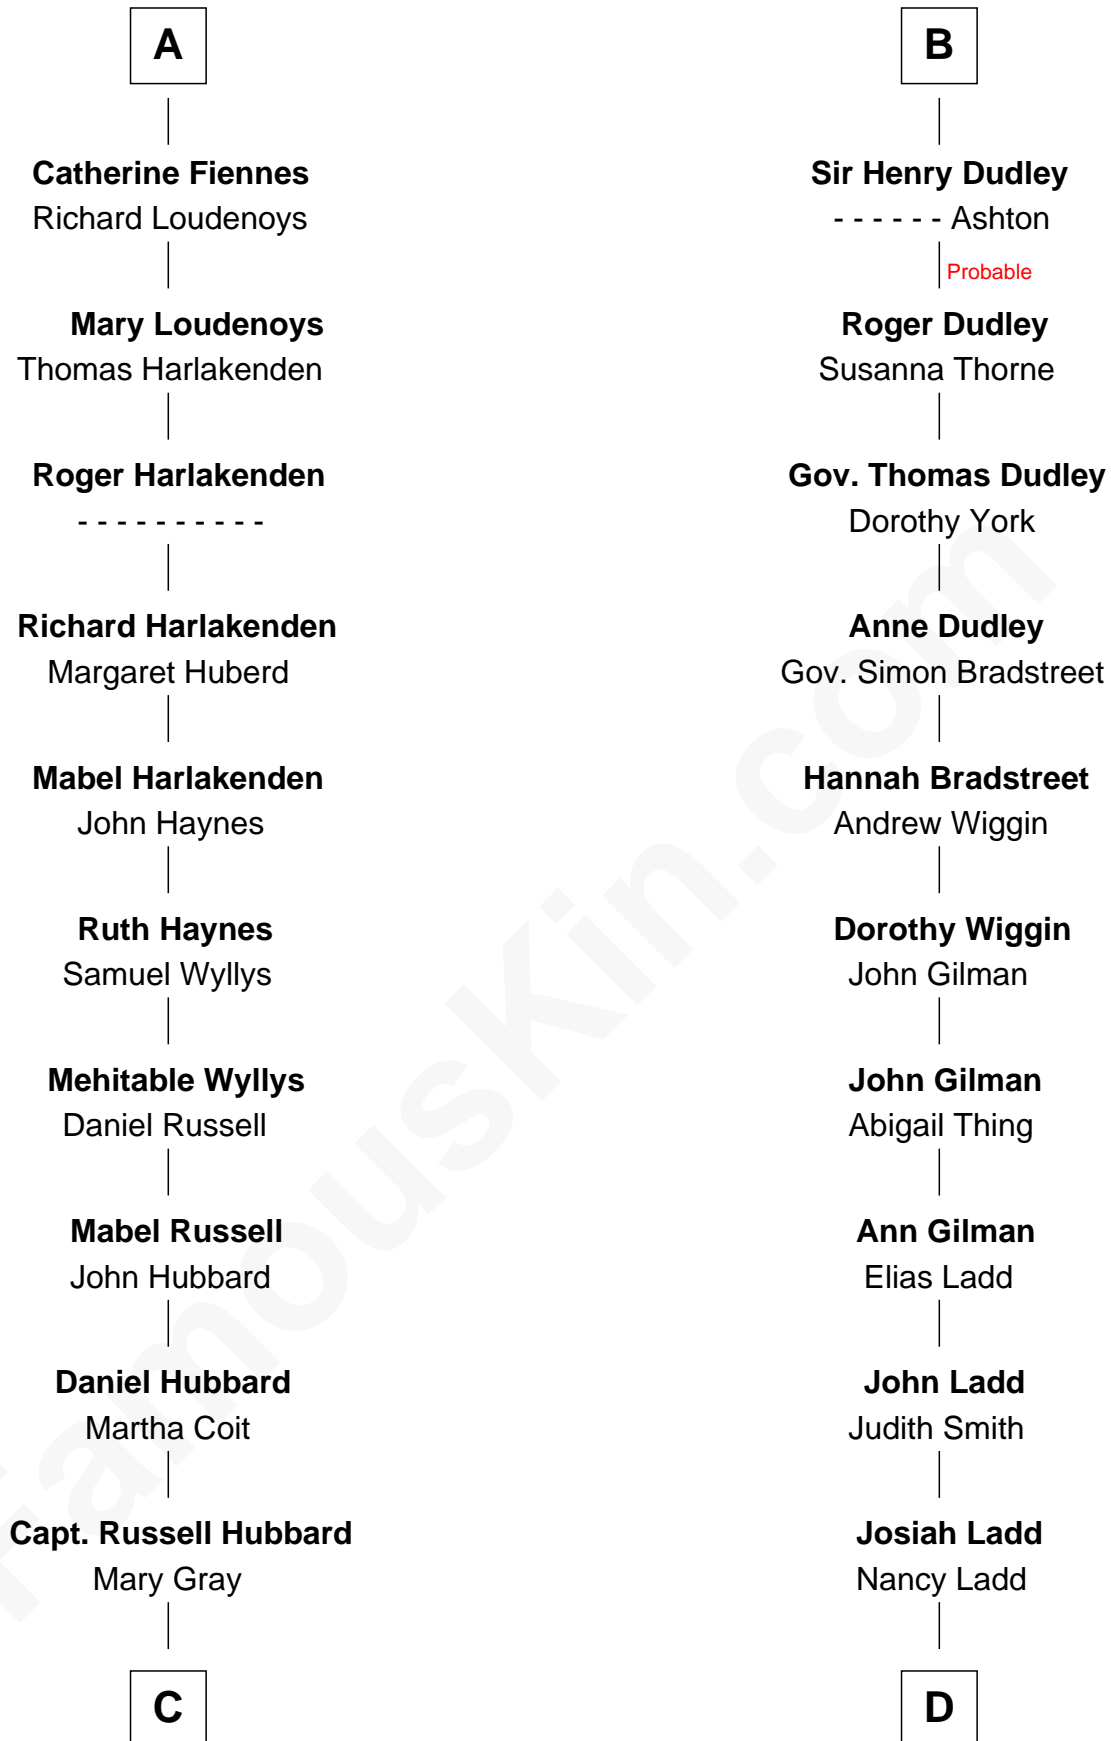 A
Catherine Fiennes
Richard Loudenoys
Mary Loudenoys
Thomas Harlakenden
Roger Harlakenden
- - - - - - - - - -
Richard Harlakenden
Margaret Huberd
Mabel Harlakenden
John Haynes
Ruth Haynes
Samuel Wyllys
Mehitable Wyllys
Daniel Russell
Mabel Russell
John Hubbard
Daniel Hubbard
Martha Coit
Capt. Russell Hubbard
Mary Gray
C
B
Sir Henry Dudley
- - - - - - Ashton
Probable
Roger Dudley
Susanna Thorne
Gov. Thomas Dudley
Dorothy York
Anne Dudley
Gov. Simon Bradstreet
Hannah Bradstreet
Andrew Wiggin
Dorothy Wiggin
John Gilman
John Gilman
Abigail Thing
Ann Gilman
Elias Ladd
John Ladd
Judith Smith
Josiah Ladd
Nancy Ladd
D
FamousKin.com